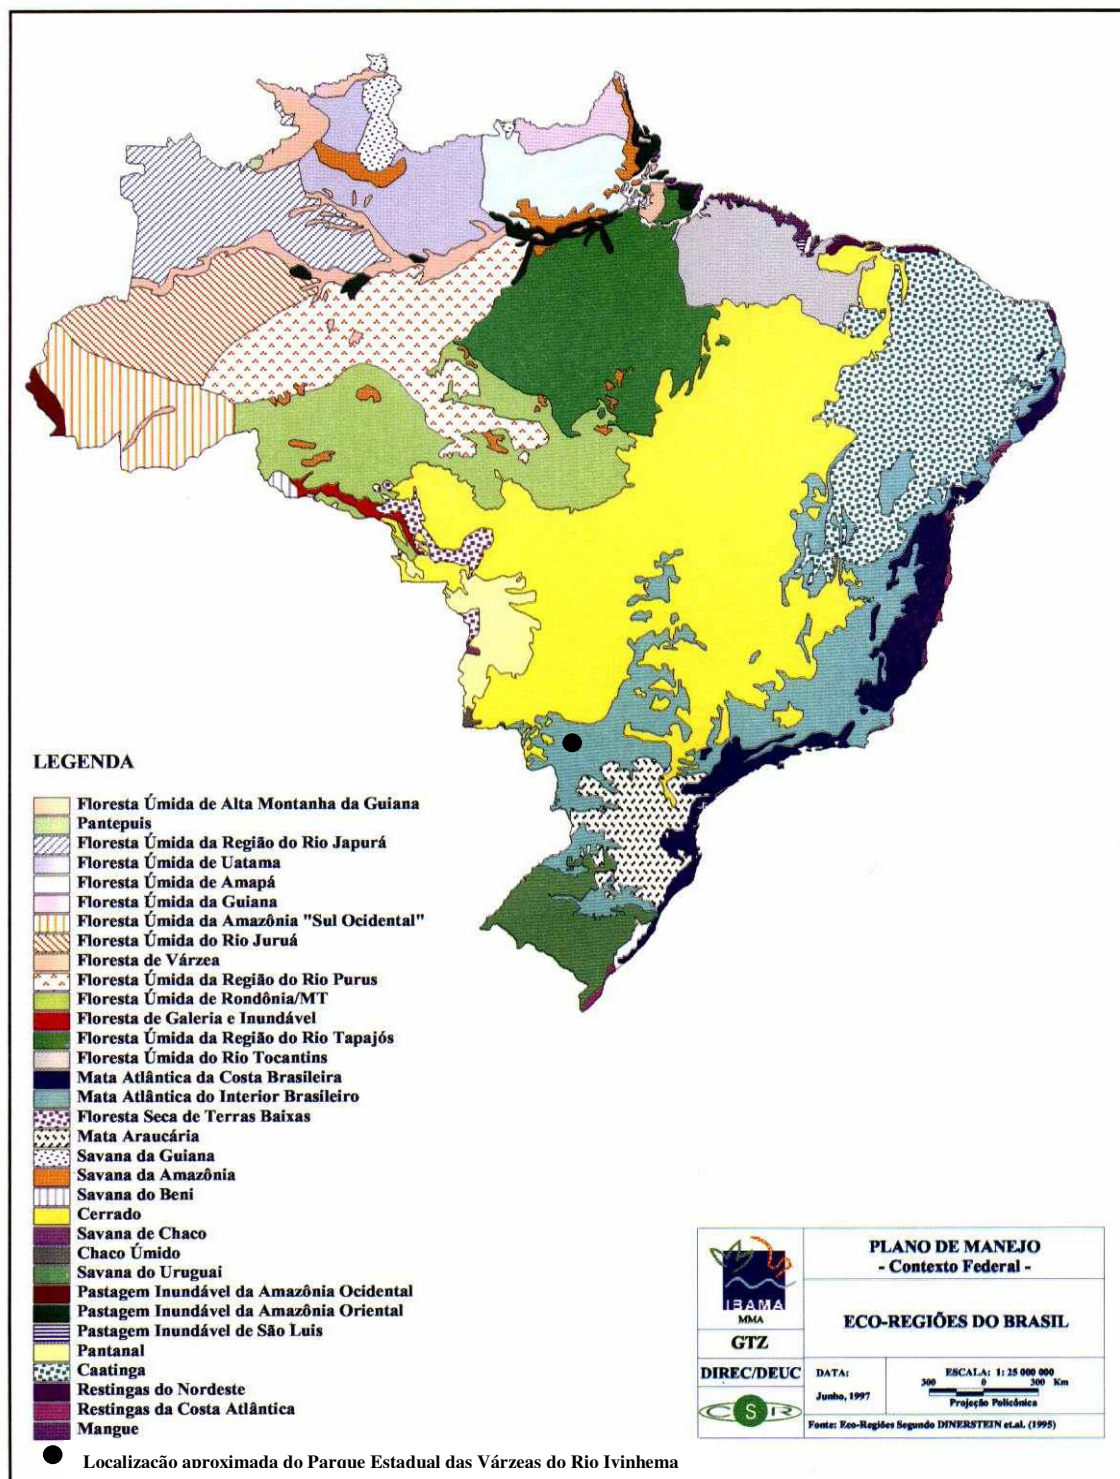 LEGENDA
Floresta Úmida de Alta Montanha da Guiana
Pantepuis
Floresta Úmida da Região do Rio Japurá
Floresta Úmida de Uatama
Floresta Úmida de Amapá
Floresta Úmida da Guiana
Floresta Úmida da Amazônia "Sul Ocidental"
Floresta Úmida do Rio Juruá
Floresta de Várzea
Floresta Úmida da Região do Rio Purus
Floresta Úmida de Rondônia/MT
Floresta de Galeria e Inundável
Floresta Úmida da Região do Rio Tapajós
Floresta Úmida do Rio Tocantins
Mata Atlântica da Costa Brasileira
Mata Atlântica do Interior Brasileiro
Floresta Seca de Terras Baixas
Mata Araucária
Savana da Guiana
Savana da Amazônia
Savana do Beni
Cerrado
Savana de Chaco
Chaco Úmido
Savana do Uruguai
Pastagem Inundável da Amazônia Ocidental
Pastagem Inundável da Amazônia Oriental
Pastagem Inundável de São Luis
Pantanal
Caatinga
Restingas do Nordeste
Restingas da Costa Atlântica
Mangue
Localização aproximada do Parque Estadual das Várzeas do Rio Ivinhema
IBAMA
MMA
GTZ
DIREC/DEUC
CSR
PLANO DE MANEJO
- Contexto Federal -
ECO-REGIÕES DO BRASIL
DATA:
Junho, 1997
ESCALA: 1: 25 000 000
300 0 300 Km
Projeção Policônica
Fonte: Eco-Regiões Segundo DINERSTEIN et.al. (1995)